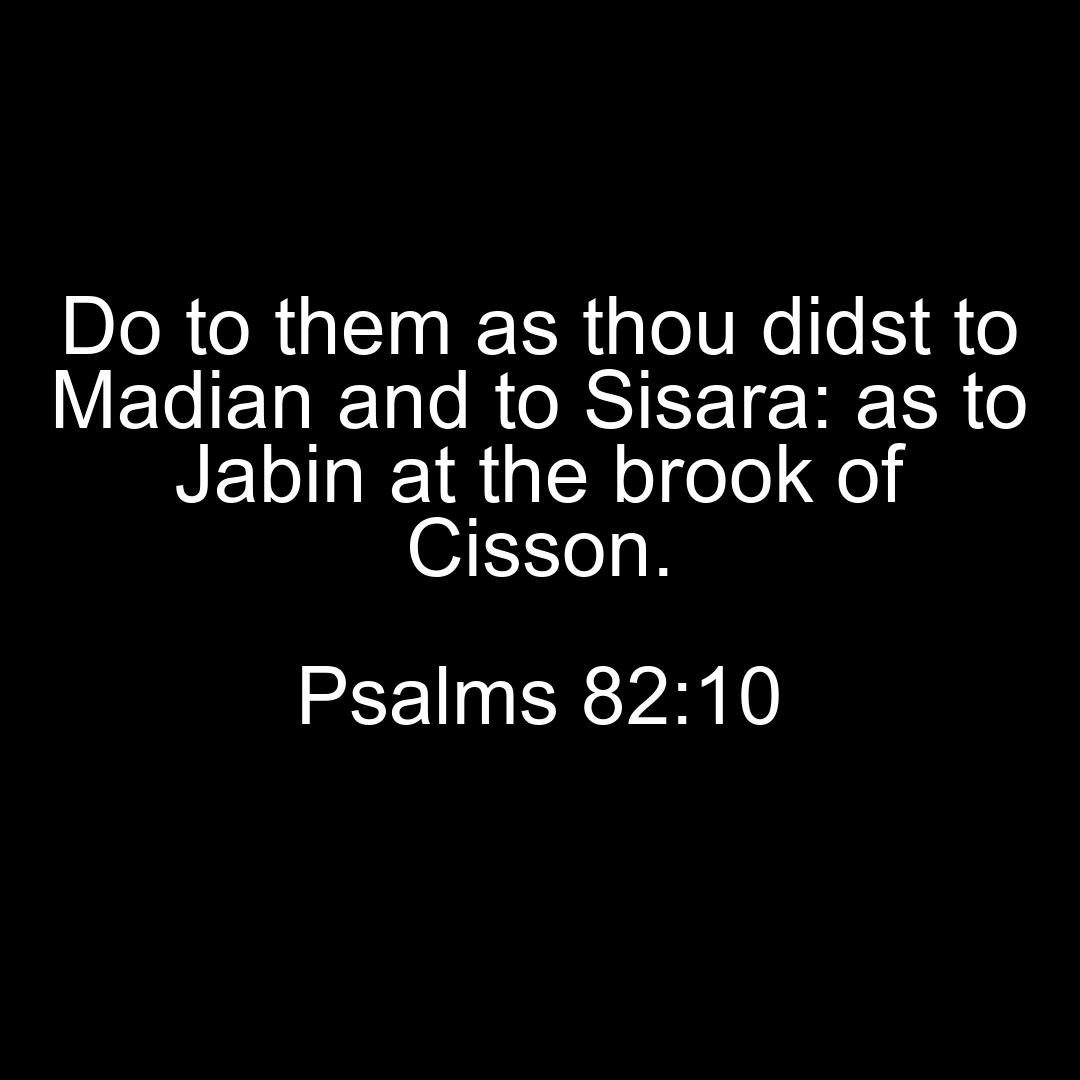 Do to them as thou didst to
Madian and to Sisara: as to
Jabin at the brook of
Cisson.
Psalms 82:10